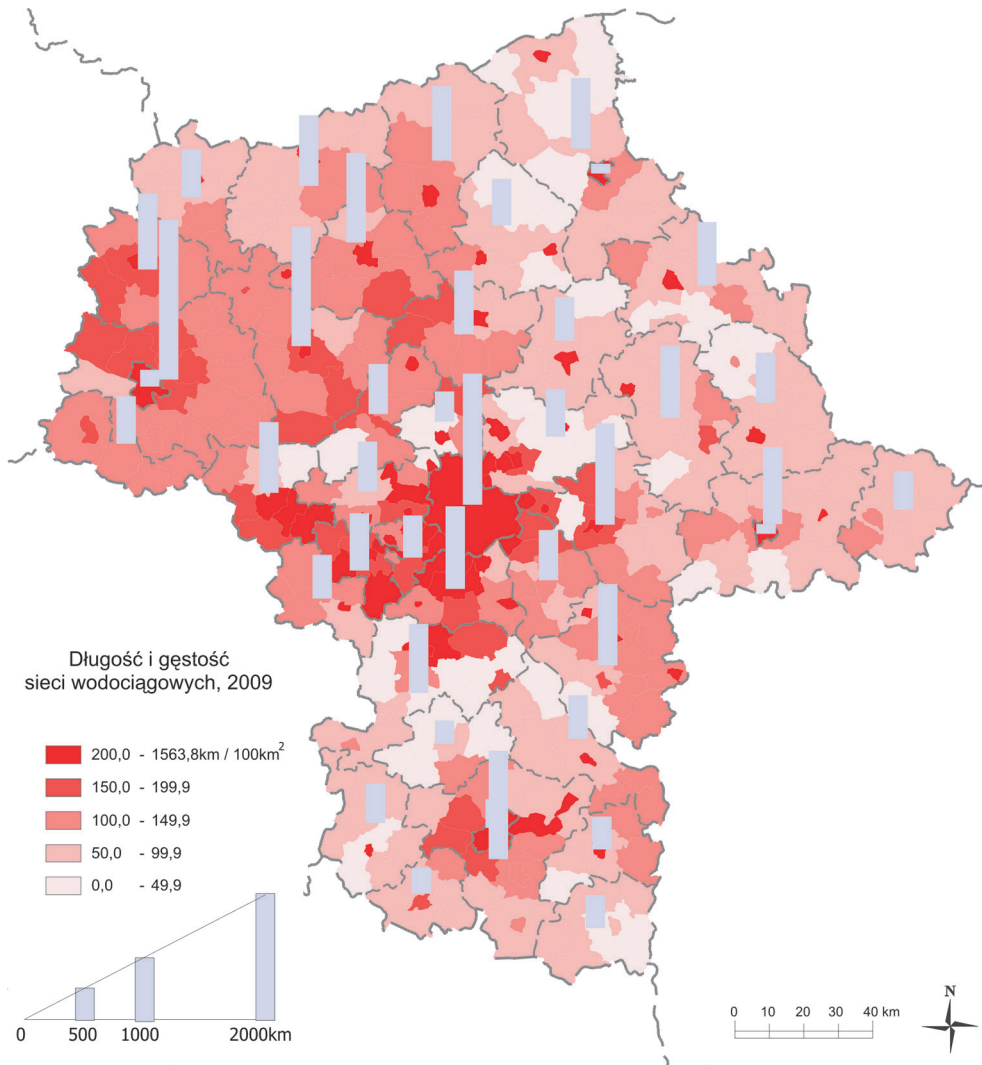 Długość i gęstość
sieci wodociągowych, 2009
200,0 - 1563,8km / 100km²
150,0 - 199,9
100,0 - 149,9
50,0 - 99,9
0,0 - 49,9
0 500 1000 2000km
0 10 20 30 40 km
N